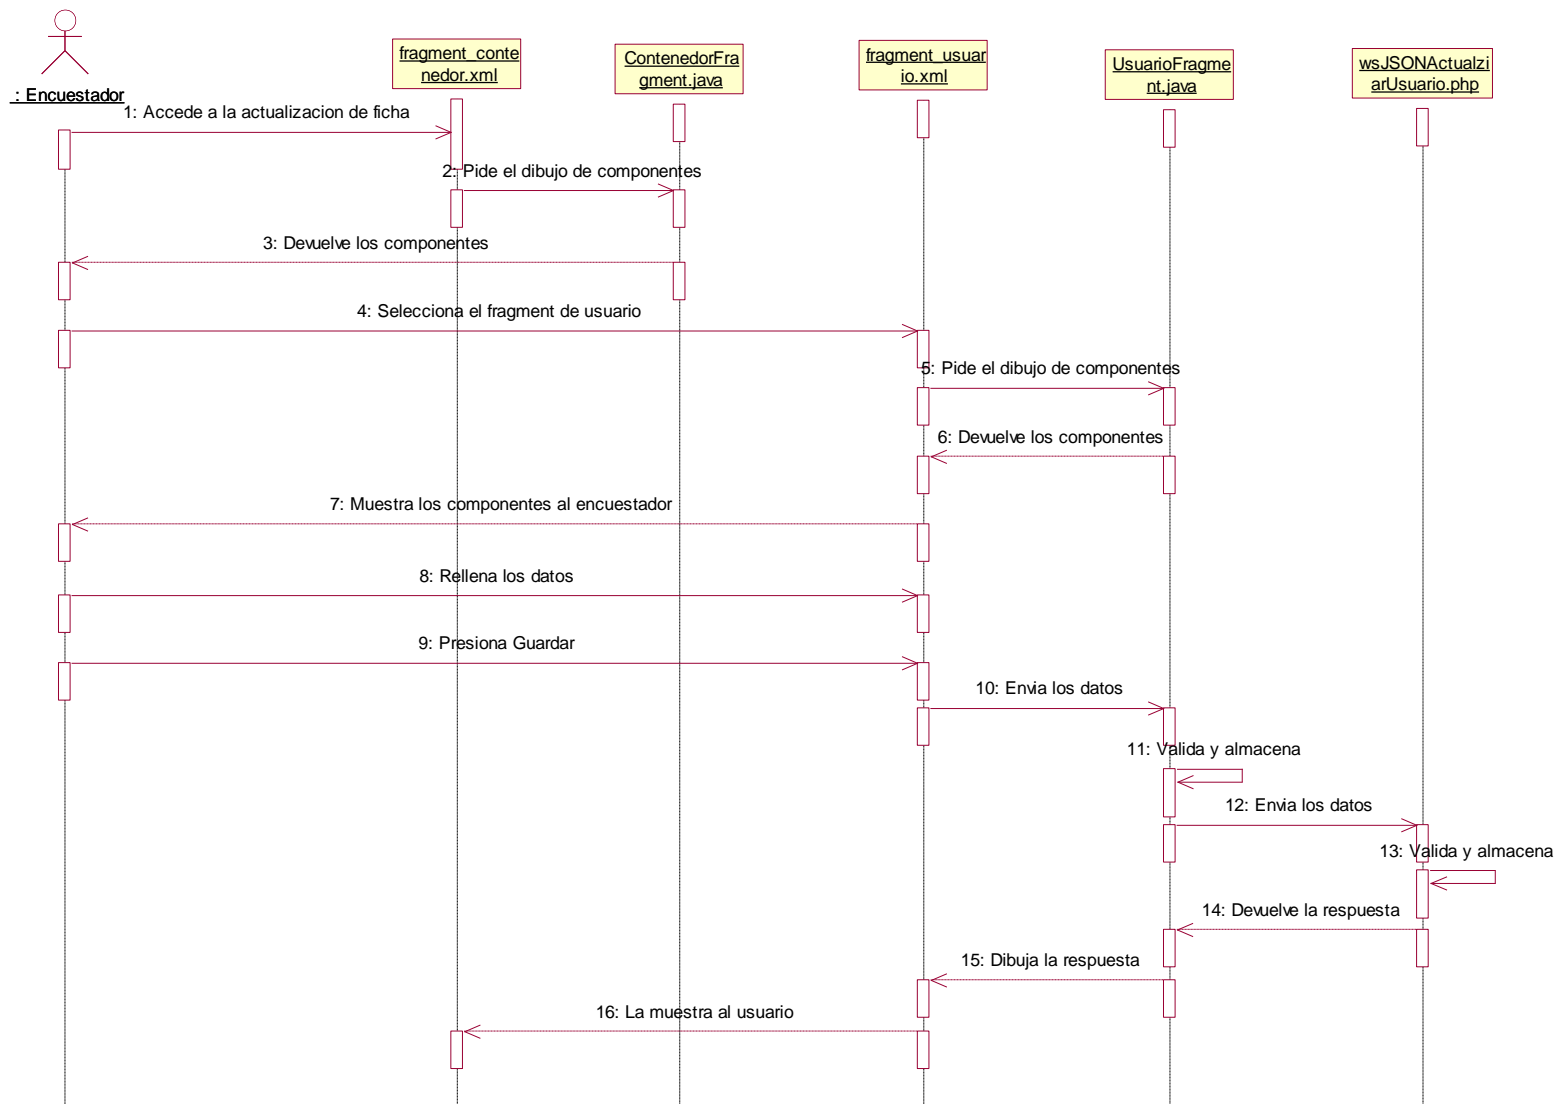 : Encuestador
fragment_conte
nedor.xml
ContenedorFra
gment.java
fragment_usuar
io.xml
UsuarioFragme
nt.java
wsJSONActualzi
arUsuario.php
1: Accede a la actualizacion de ficha
2: Pide el dibujo de componentes
3: Devuelve los componentes
4: Selecciona el fragment de usuario
5: Pide el dibujo de componentes
6: Devuelve los componentes
7: Muestra los componentes al encuestador
8: Rellena los datos
9: Presiona Guardar
10: Envia los datos
11: Valida y almacena
12: Envia los datos
13: Valida y almacena
14: Devuelve la respuesta
15: Dibuja la respuesta
16: La muestra al usuario